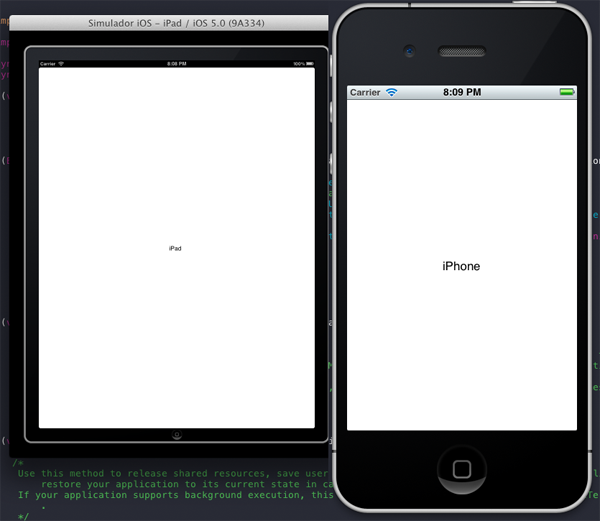 Simulador iOS - iPad / iOS 5.0 (9A334)
Carrier 8:08 PM 100%
iPad
Carrier 8:09 PM
iPhone
/*
Use this method to release shared resources, save user
restore your application to its current state in ca
If your application supports background execution, this
.
*/